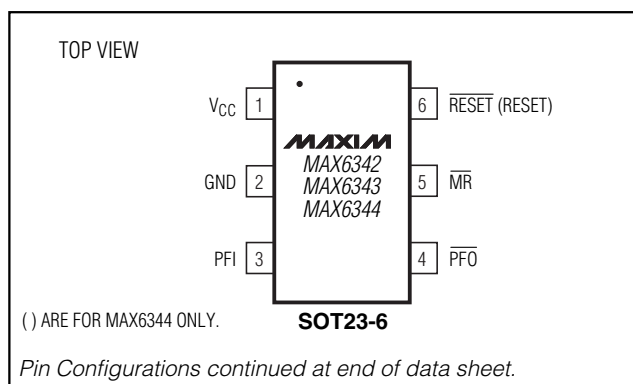 TOP VIEW
VCC 1
6 RESET (RESET)
MAXIM
MAX6342
MAX6343
MAX6344
GND 2
5 MR
PFI 3
4 PFO
( ) ARE FOR MAX6344 ONLY.
SOT23-6
Pin Configurations continued at end of data sheet.